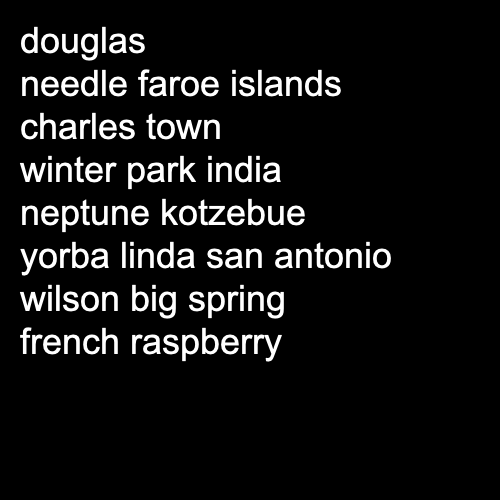 douglas
needle faroe islands
charles town
winter park india
neptune kotzebue
yorba linda san antonio
wilson big spring
french raspberry